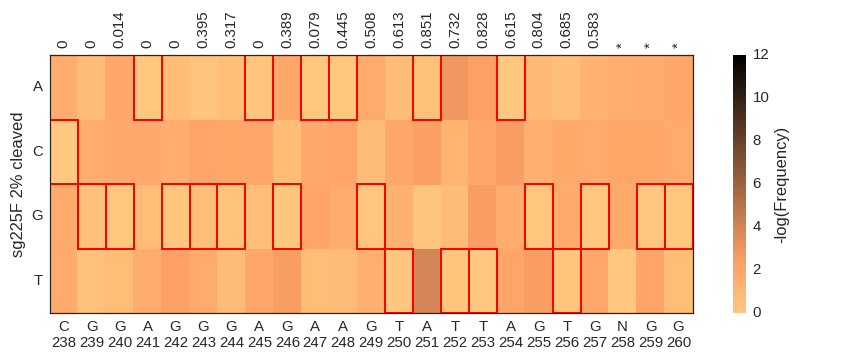 0 0 0.014 0 0 0.395 0.317 0 0.389 0.079 0.445 0.508 0.613 0.851 0.732 0.828 0.615 0.804 0.685 0.583 * * *
sg225F 2% cleaved
A
C
G
T
C G G A G G G A G A A G T A T T A G T G N G G
238 239 240 241 242 243 244 245 246 247 248 249 250 251 252 253 254 255 256 257 258 259 260
12
10
8
6
4
2
0
-log(Frequency)